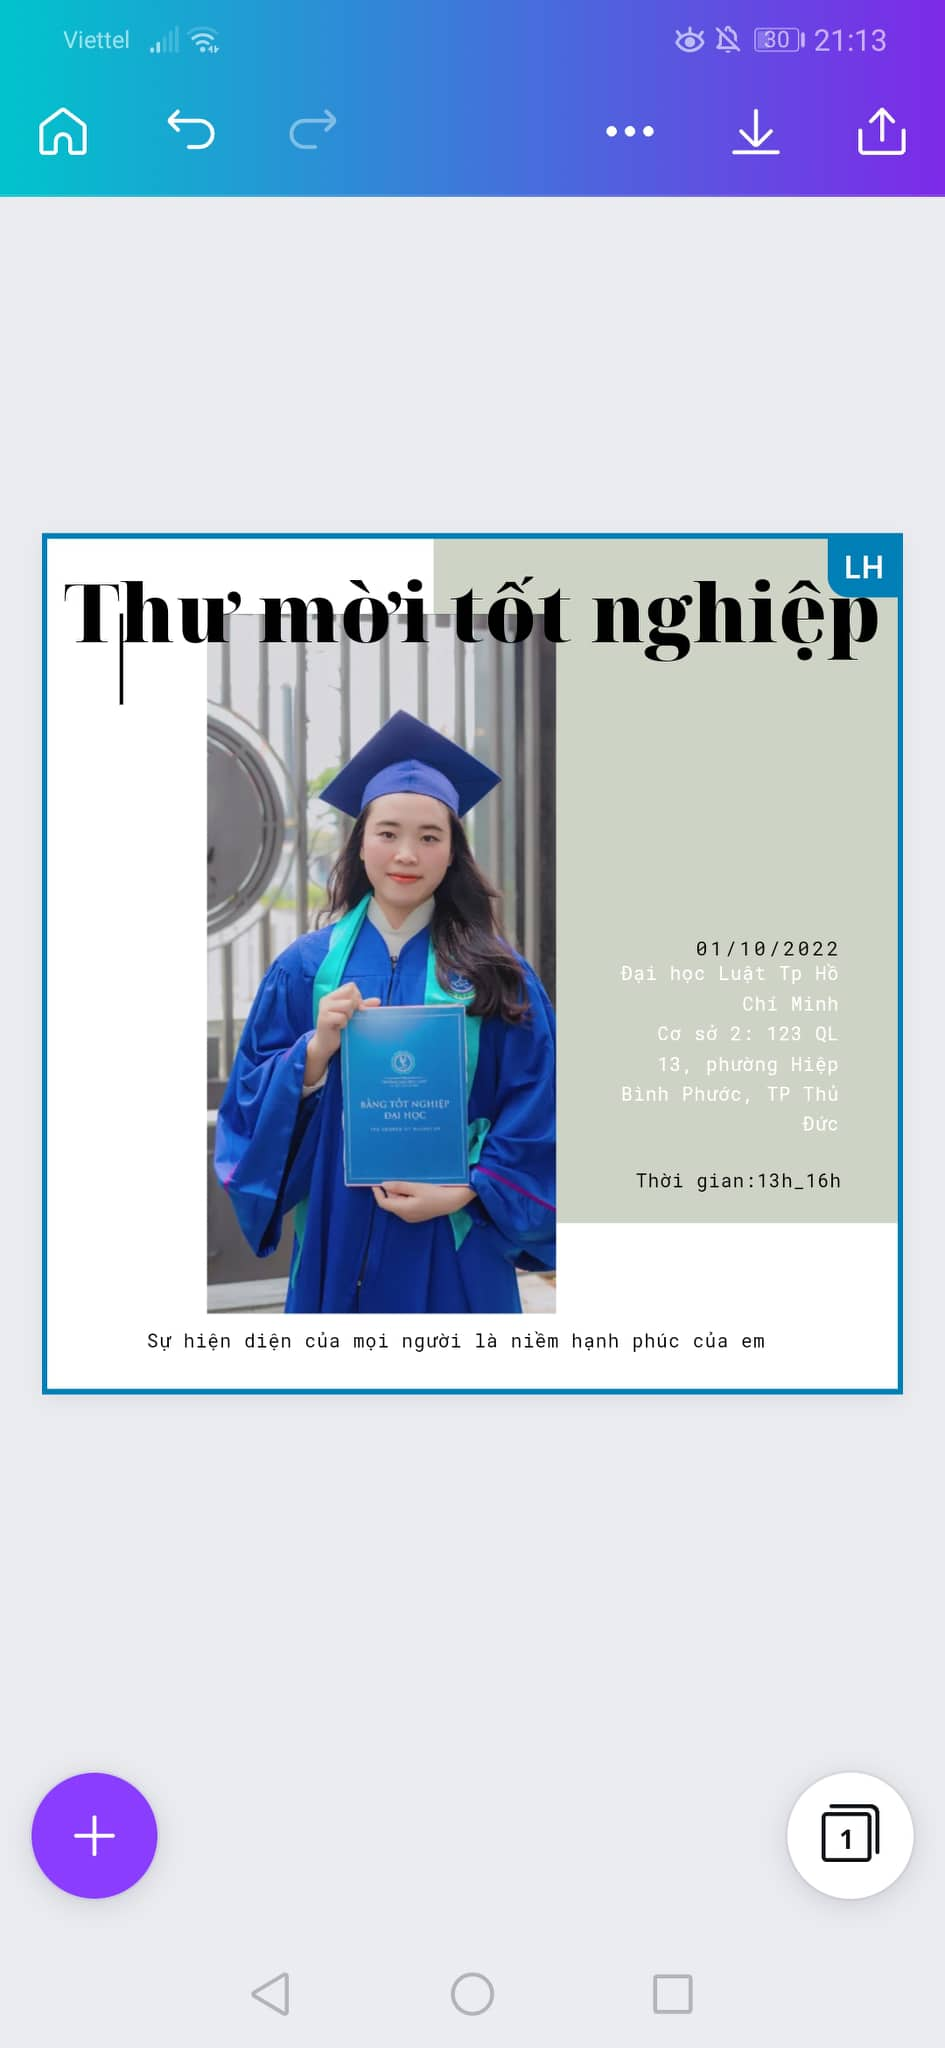 Viettel 30 21:13
LH
Thư mời tốt nghiệp
BẰNG TỐT NGHIỆP
ĐẠI HỌC
01/10/2022
Đại học Luật Tp Hồ
Chí Minh
Cơ sở 2: 123 QL
13, phường Hiệp
Bình Phước, TP Thủ
Đức
Thời gian:13h_16h
Sự hiện diện của mọi người là niềm hạnh phúc của em
1